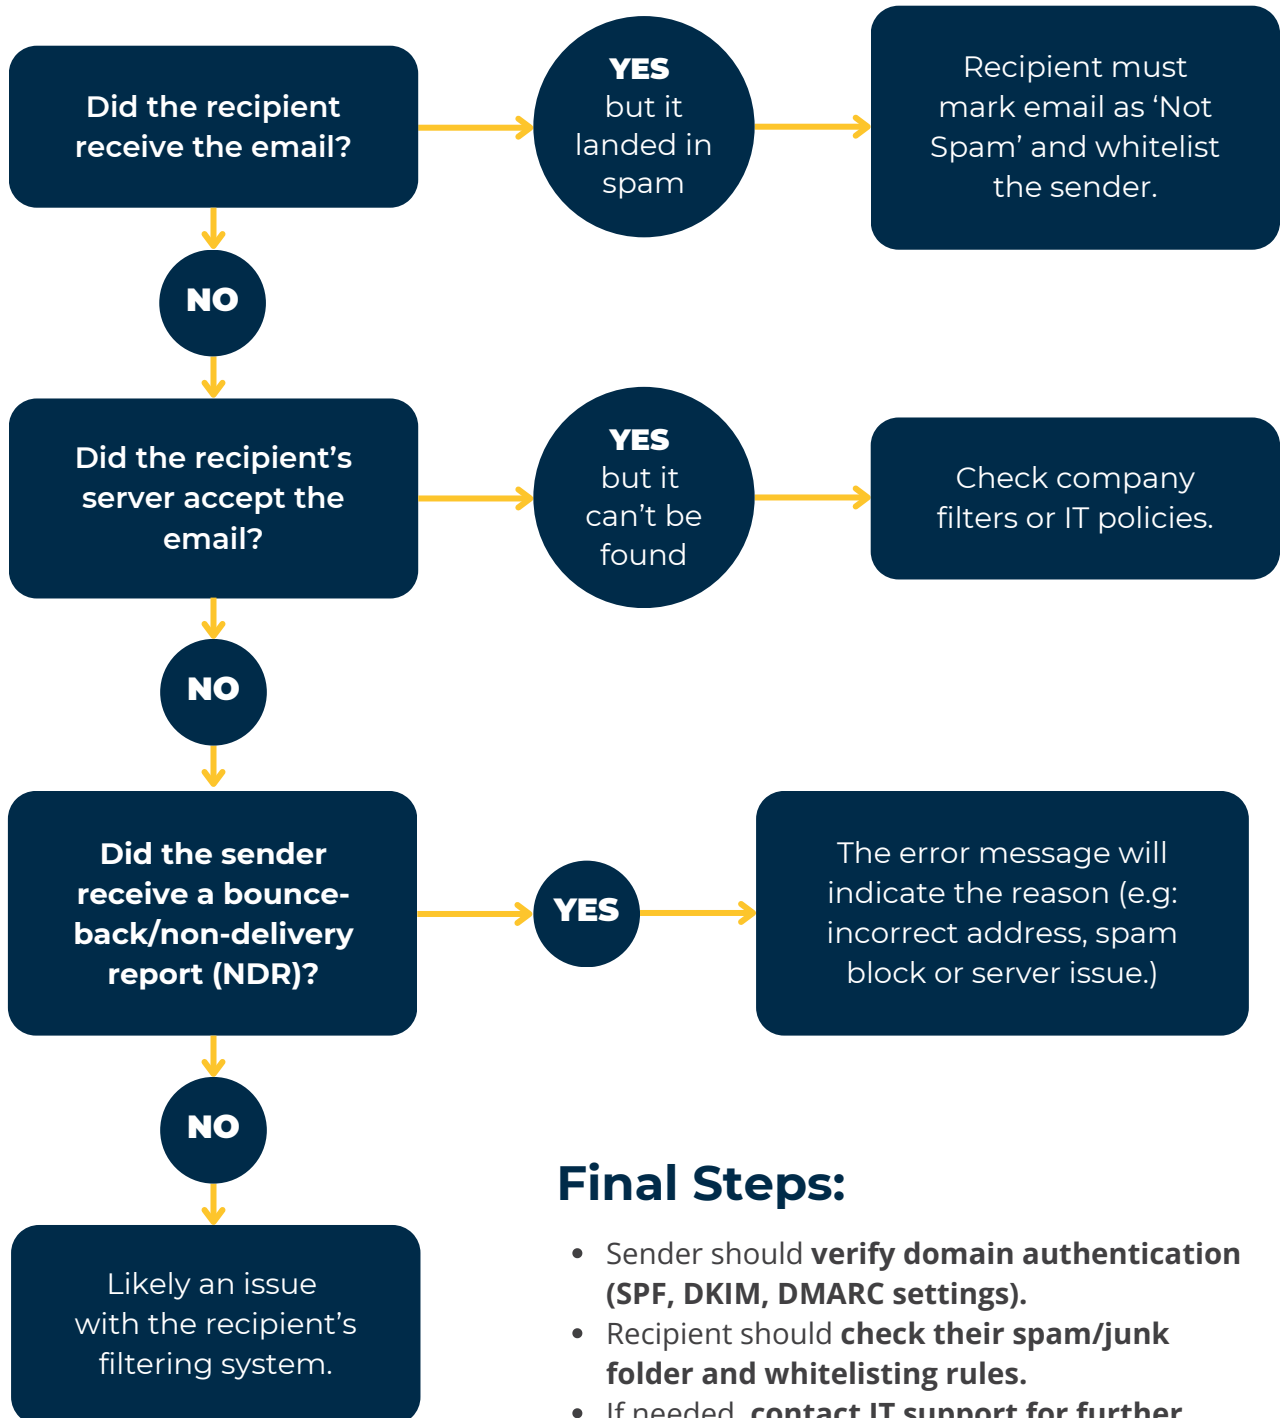 Did the recipient
receive the email?
YES
but it
landed in
spam
Recipient must
mark email as ‘Not
Spam’ and whitelist
the sender.
NO
Did the recipient’s
server accept the
email?
YES
but it
can’t be
found
Check company
filters or IT policies.
NO
Did the sender
receive a bounce-
back/non-delivery
report (NDR)?
YES
The error message will
indicate the reason (e.g:
incorrect address, spam
block or server issue.)
NO
Likely an issue
with the recipient’s
filtering system.
Final Steps:
• Sender should verify domain authentication
(SPF, DKIM, DMARC settings).
• Recipient should check their spam/junk
folder and whitelisting rules.
• If needed, contact IT support for further